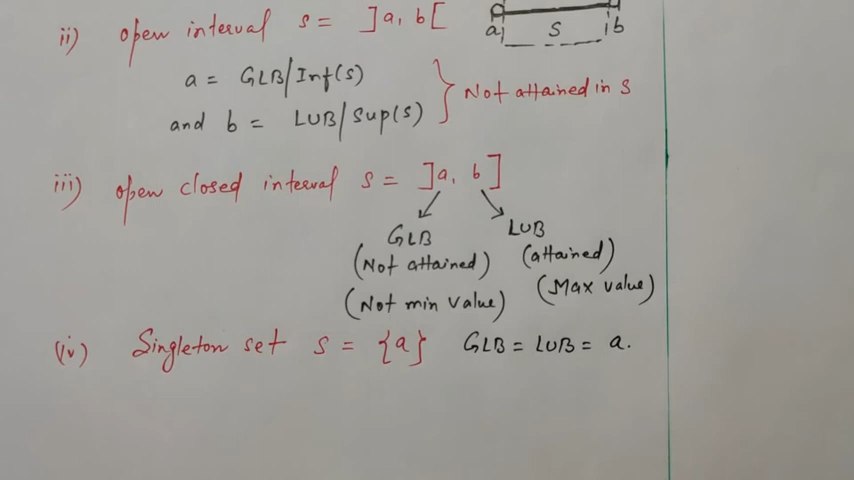 ii) open interval S = ]a, b[
a S b
a = GLB/Inf(S)
and b = LUB/Sup(S)
Not attained in S
iii) open closed interval S = ]a, b]
GLB LUB
(Not attained) (attained)
(Not min value) (Max value)
(iv) Singleton set S = {a} GLB = LUB = a.